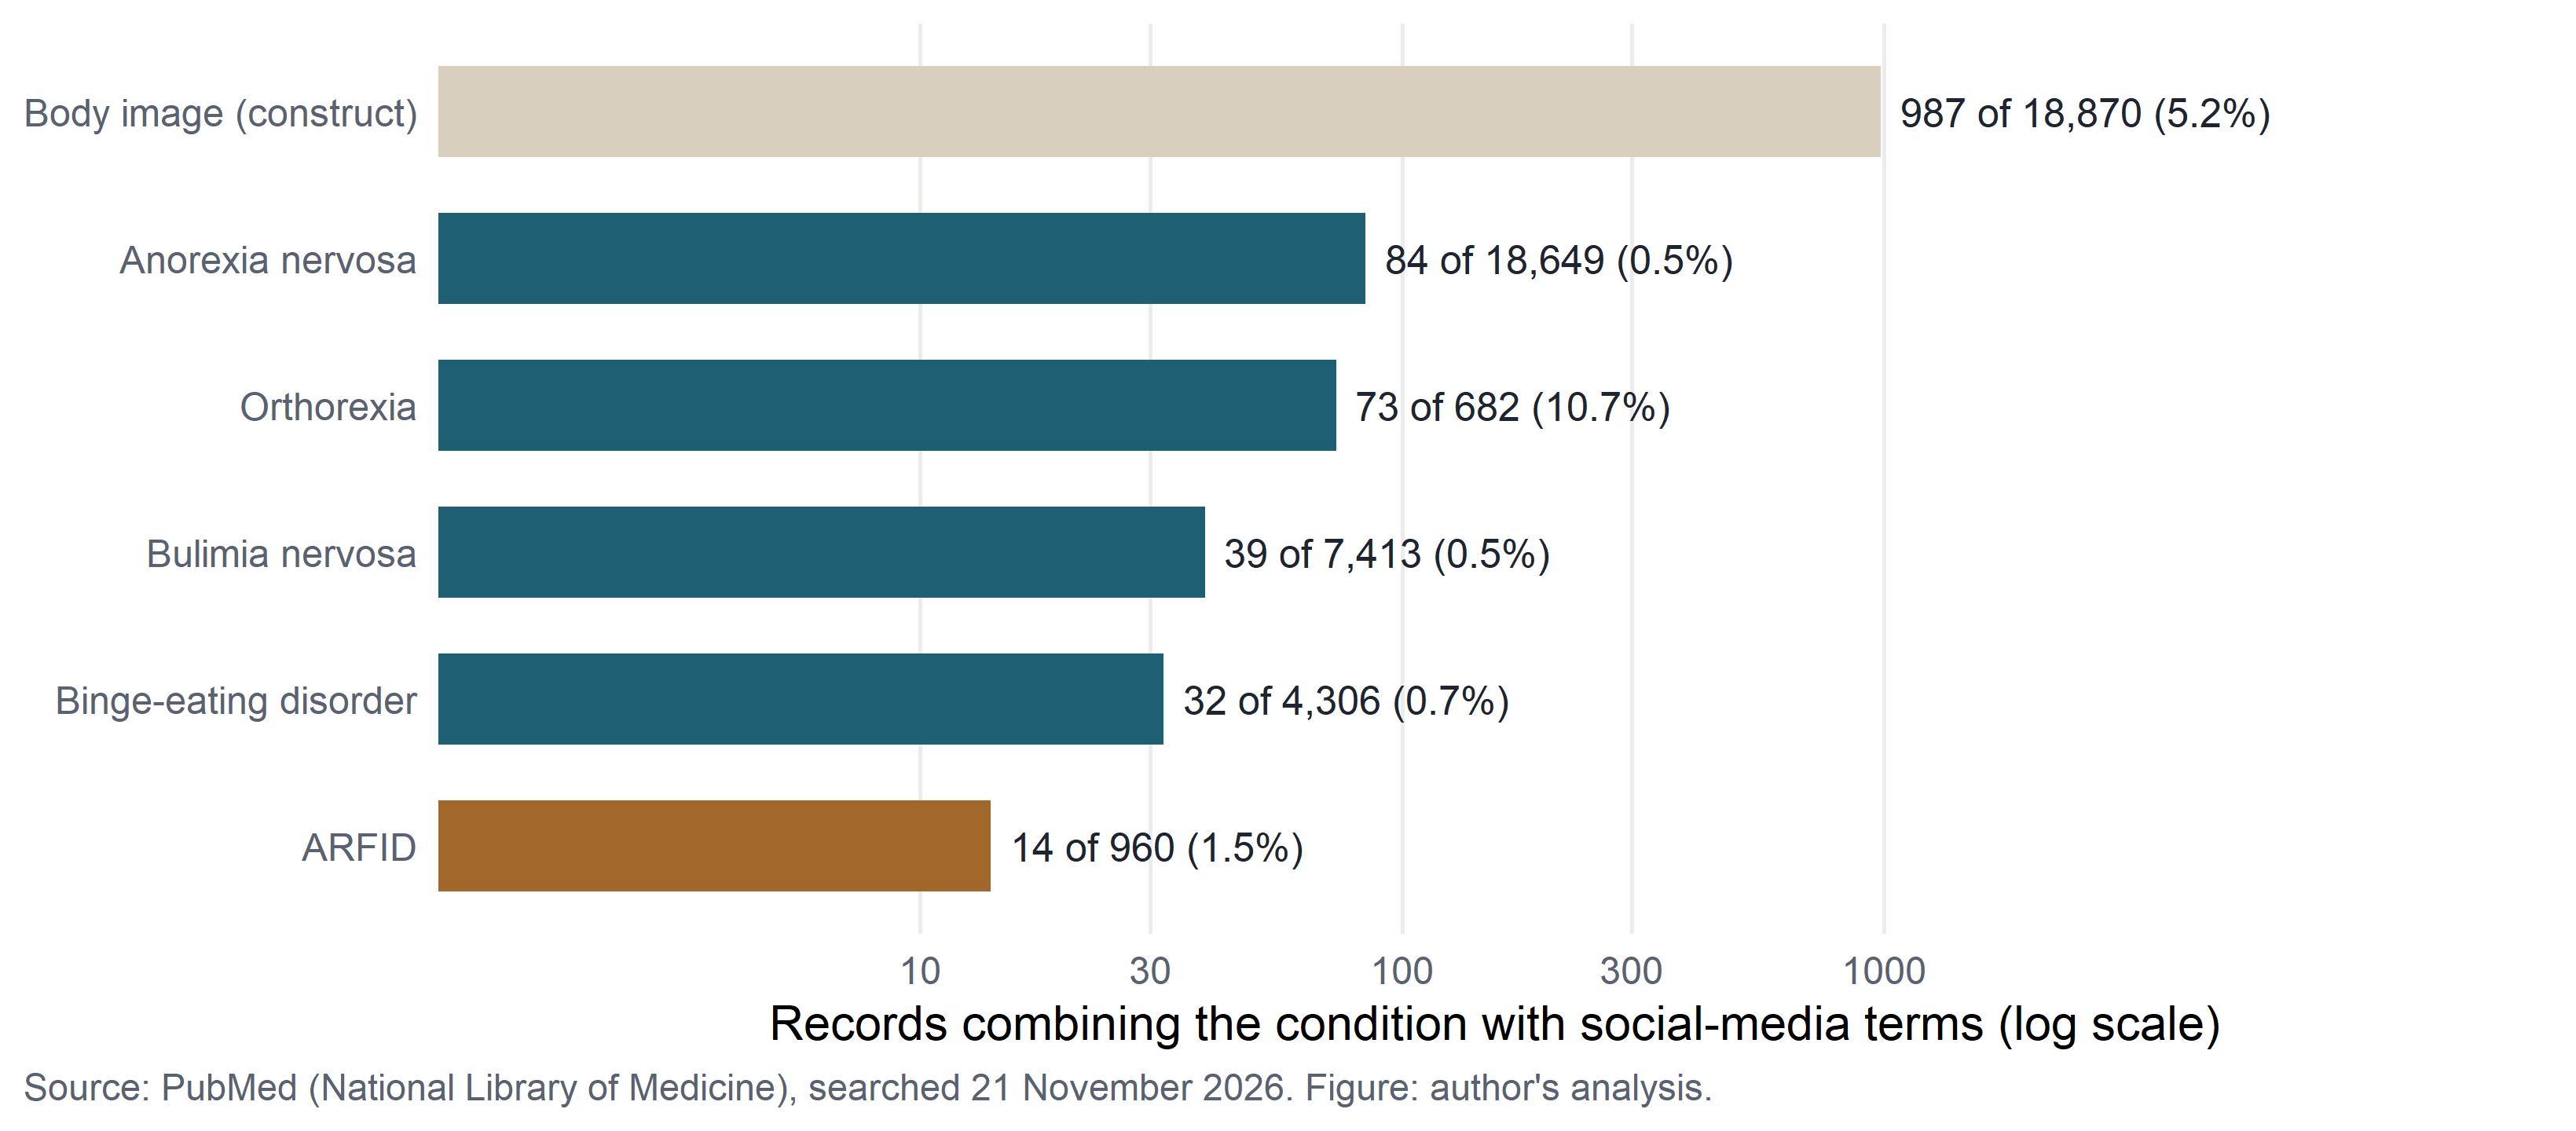 Body image (construct) 987 of 18,870 (5.2%)
Anorexia nervosa 84 of 18,649 (0.5%)
Orthorexia 73 of 682 (10.7%)
Bulimia nervosa 39 of 7,413 (0.5%)
Binge-eating disorder 32 of 4,306 (0.7%)
ARFID 14 of 960 (1.5%)
10 30 100 300 1000
Records combining the condition with social-media terms (log scale)
Source: PubMed (National Library of Medicine), searched 21 November 2026. Figure: author's analysis.